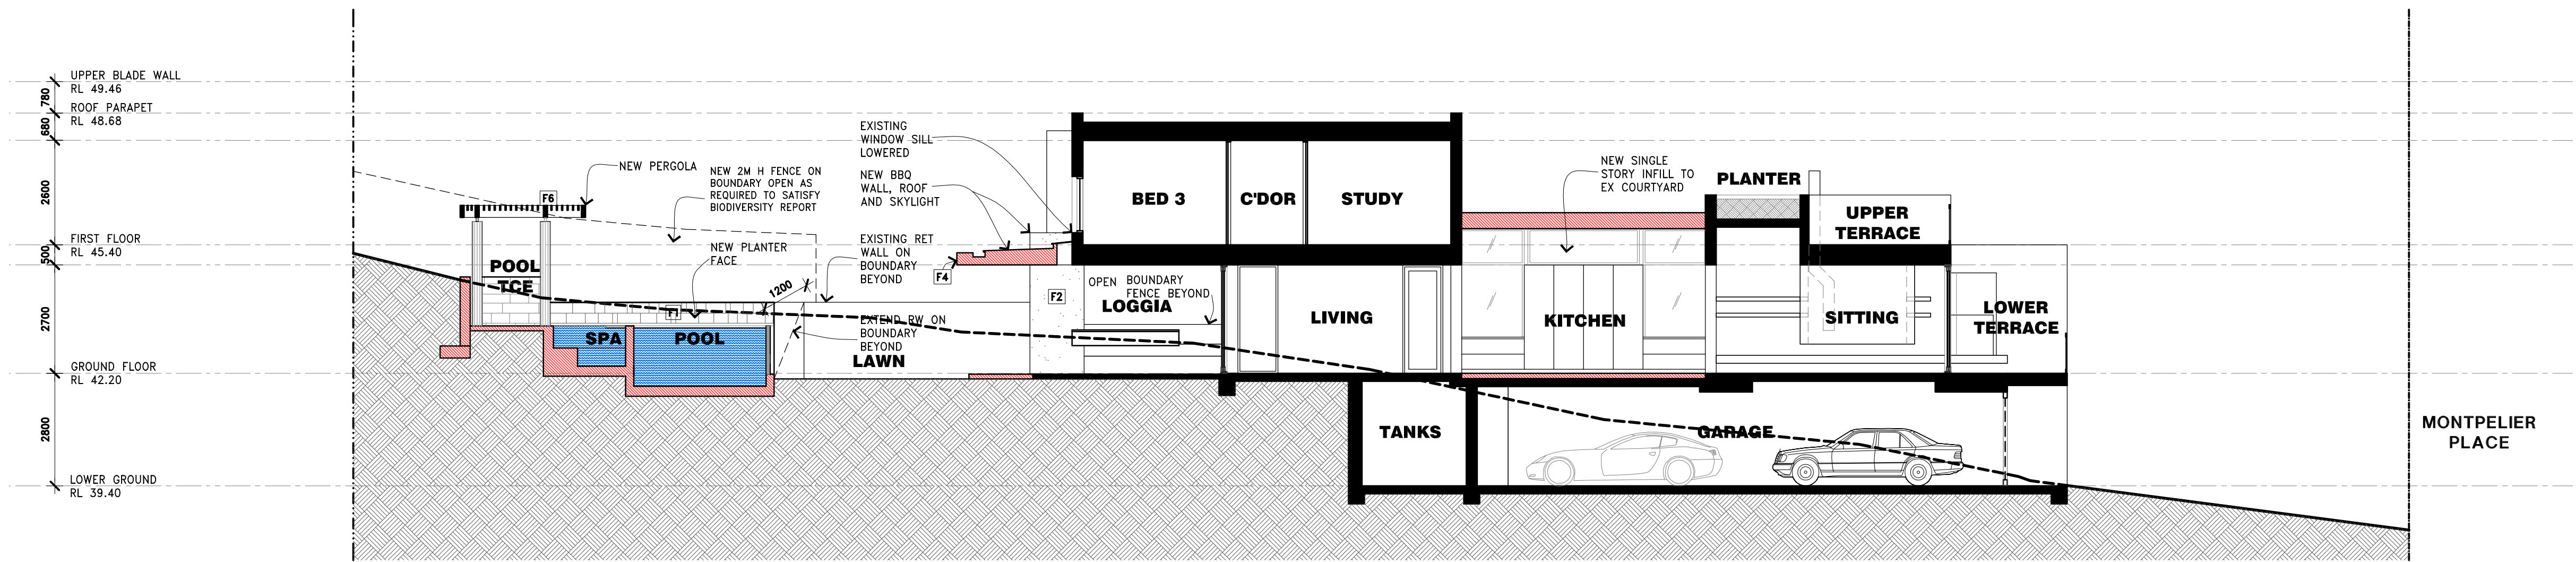 UPPER BLADE WALL
RL 49.46
780
ROOF PARAPET
RL 48.68
680
2600
FIRST FLOOR
RL 45.40
500
2700
GROUND FLOOR
RL 42.20
2800
LOWER GROUND
RL 39.40
F6
NEW PERGOLA
NEW 2M H FENCE ON
BOUNDARY OPEN AS
REQUIRED TO SATISFY
BIODIVERSITY REPORT
NEW PLANTER
FACE
POOL
TCE
F1
1200
SPA
POOL
EXISTING
WINDOW SILL
LOWERED
NEW BBQ
WALL, ROOF
AND SKYLIGHT
EXISTING RET
WALL ON
BOUNDARY
BEYOND
EXTEND RW ON
BOUNDARY
BEYOND
LAWN
F4
F2
OPEN BOUNDARY
FENCE BEYOND
LOGGIA
BED 3
C'DOR
STUDY
LIVING
NEW SINGLE
STORY INFILL TO
EX COURTYARD
KITCHEN
PLANTER
UPPER
TERRACE
SITTING
LOWER
TERRACE
TANKS
GARAGE
MONTPELIER
PLACE